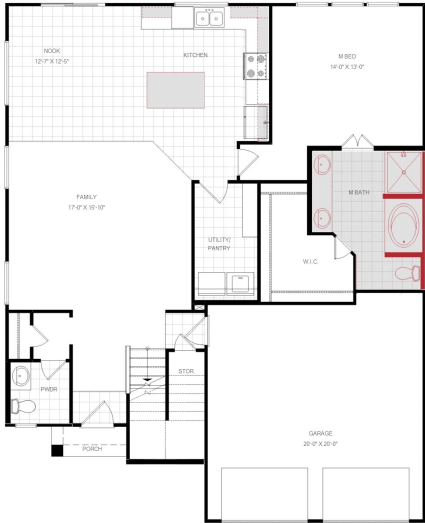 NOOK
12'-7" X 12'-5"
KITCHEN
M BED
14'-0" X 13'-0"
FAMILY
17'-0" X 15'-10"
M BATH
UTILITY/
PANTRY
W.I.C.
STOR.
PWDR
PORCH
GARAGE
20'-0" X 20'-0"